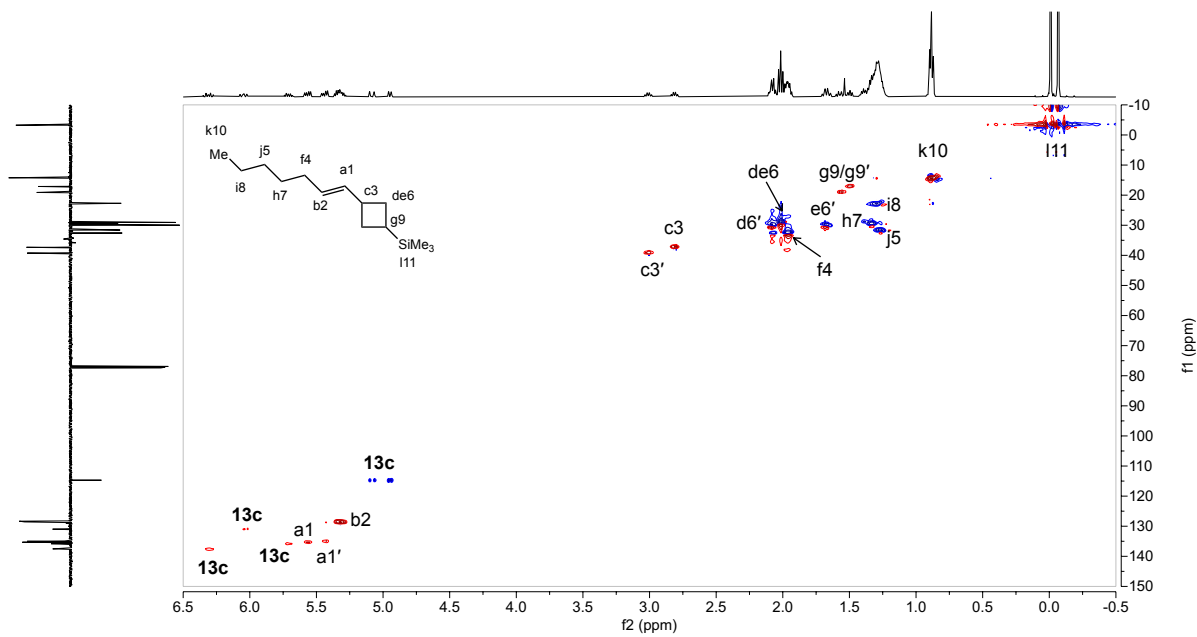 k10
Me
j5
f4
a1
i8
h7
b2
c3
de6
g9
SiMe3
l11
k10
l11
de6
g9/g9′
d6′
e6′
h7
i8
j5
f4
c3
c3′
13c
13c
a1
b2
13c
13c
a1′
-10
0
10
20
30
40
50
60
70
80
90
100
110
120
130
140
150
f1 (ppm)
6.5 6.0 5.5 5.0 4.5 4.0 3.5 3.0 2.5 2.0 1.5 1.0 0.5 0.0 -0.5
f2 (ppm)